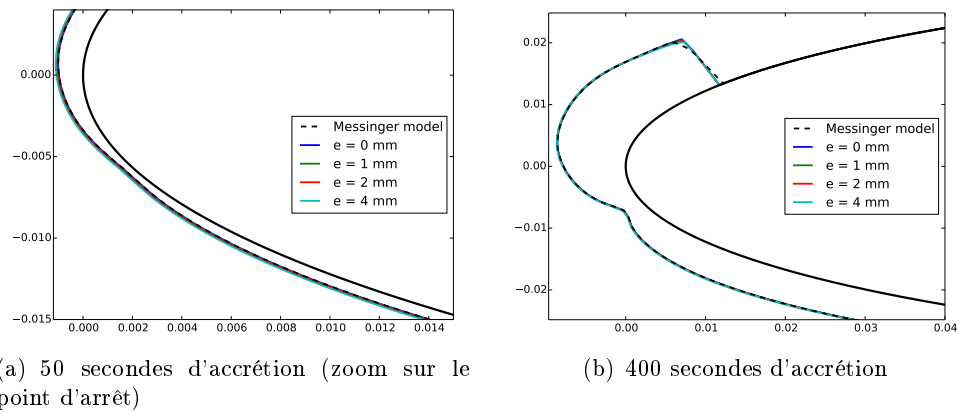 0.000
−0.005
−0.010
−0.015
0.000 0.002 0.004 0.006 0.008 0.010 0.012 0.014
Messinger model
e = 0 mm
e = 1 mm
e = 2 mm
e = 4 mm
(a) 50 secondes d'accrétion (zoom sur le
point d'arrêt)
0.02
0.01
0.00
−0.01
−0.02
0.00 0.01 0.02 0.03 0.04
Messinger model
e = 0 mm
e = 1 mm
e = 2 mm
e = 4 mm
(b) 400 secondes d'accrétion